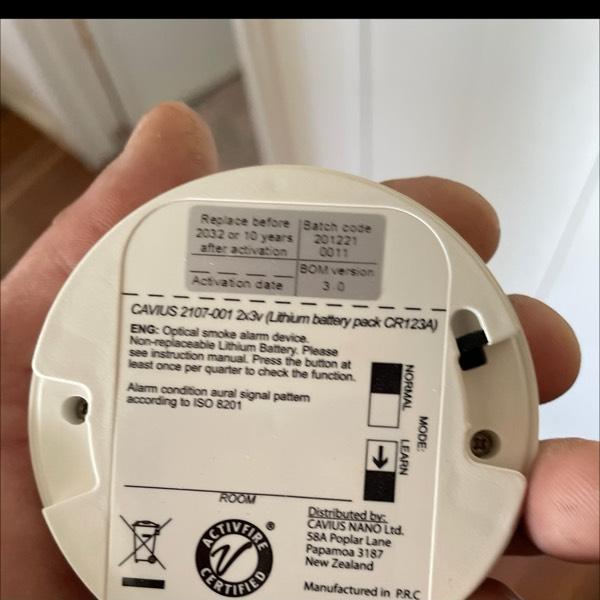 Replace before
2032 or 10 years
after activation
Activation date
Batch code
201221
0011
BOM version
3.0
CAVIUS 2107-001 2x3v (Lithium battery pack CR123A)
ENG: Optical smoke alarm device.
Non-replaceable Lithium Battery. Please
see instruction manual. Press the button at
least once per quarter to check the function.
Alarm condition aural signal pattern
according to ISO 8201
NORMAL
MODE:
LEARN
ROOM
ACTIVFIRE
®
CERTIFIED
Distributed by:
CAVIUS NANO Ltd.
58A Poplar Lane
Papamoa 3187
New Zealand
Manufactured in P.R.C